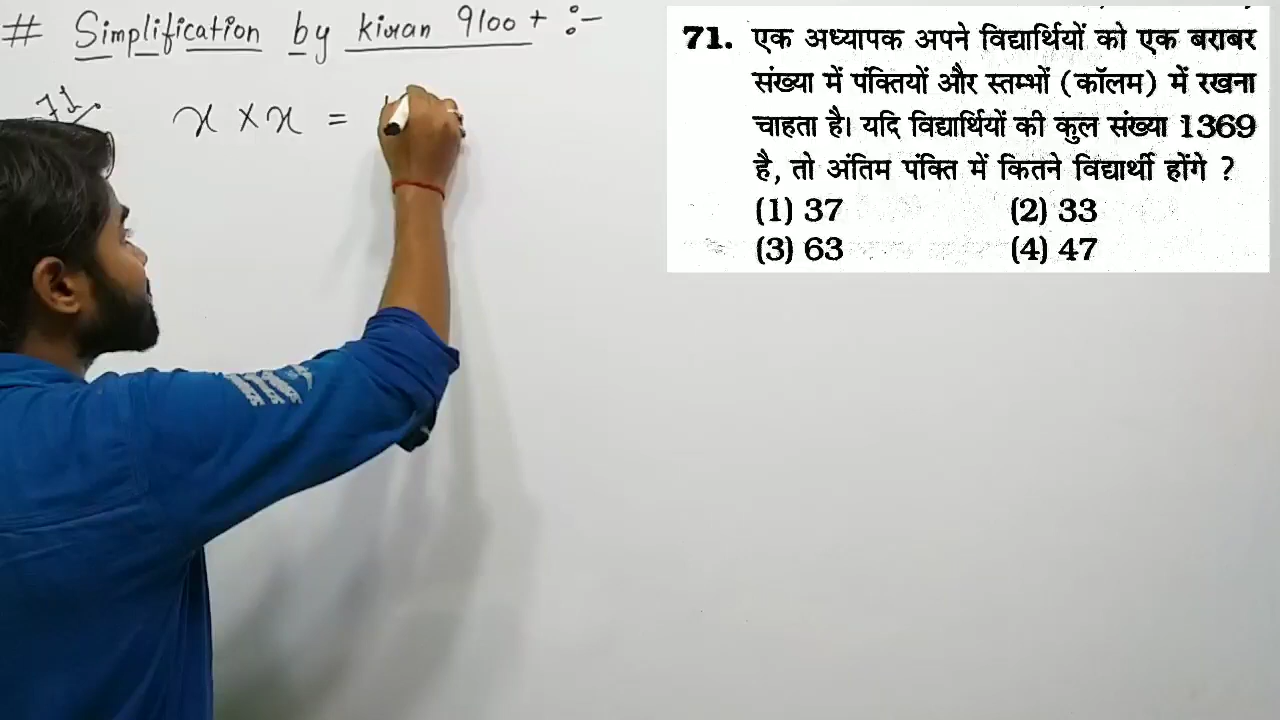 # Simplification by kiran 9100+ :-
71.
x × x =
71. एक अध्यापक अपने विद्यार्थियों को एक बराबर
संख्या में पंक्तियों और स्तम्भों (कॉलम) में रखना
चाहता है। यदि विद्यार्थियों की कुल संख्या 1369
है, तो अंतिम पंक्ति में कितने विद्यार्थी होंगे ?
(1) 37 (2) 33
(3) 63 (4) 47